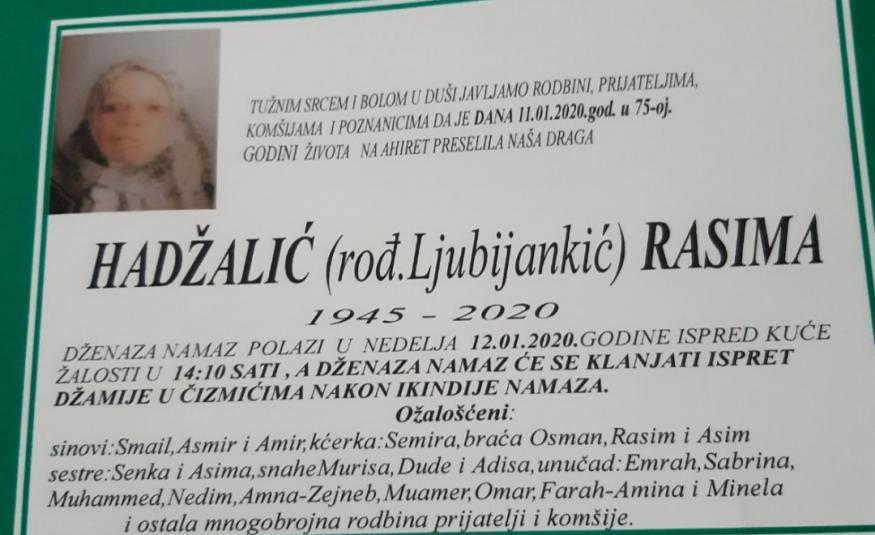 TUŽNIM SRCEM I BOLOM U DUŠI JAVLJAMO RODBINI, PRIJATELJIMA,
KOMŠIJAMA I POZNANICIMA DA JE DANA 11.01.2020.god. u 75-oj.
GODINI ŽIVOTA NA AHIRET PRESELILA NAŠA DRAGA
HADŽALIĆ (rođ.Ljubijankić) RASIMA
1945 - 2020
DŽENAZA NAMAZ POLAZI U NEDELJA 12.01.2020.GODINE ISPRED KUĆE
ŽALOSTI U 14:10 SATI , A DŽENAZA NAMAZ ĆE SE KLANJATI ISPRET
DŽAMIJE U ČIZMIĆIMA NAKON IKINDIJE NAMAZA.
Ožalošćeni:
sinovi:Smail,Asmir i Amir,kćerka:Semira,braća Osman,Rasim i Asim
sestre:Senka i Asima,snaheMurisa,Dude i Adisa,unučad:Emrah,Sabrina,
Muhammed,Nedim,Amna-Zejneb,Muamer,Omar,Farah-Amina i Minela
i ostala mnogobrojna rodbina prijatelji i komšije.